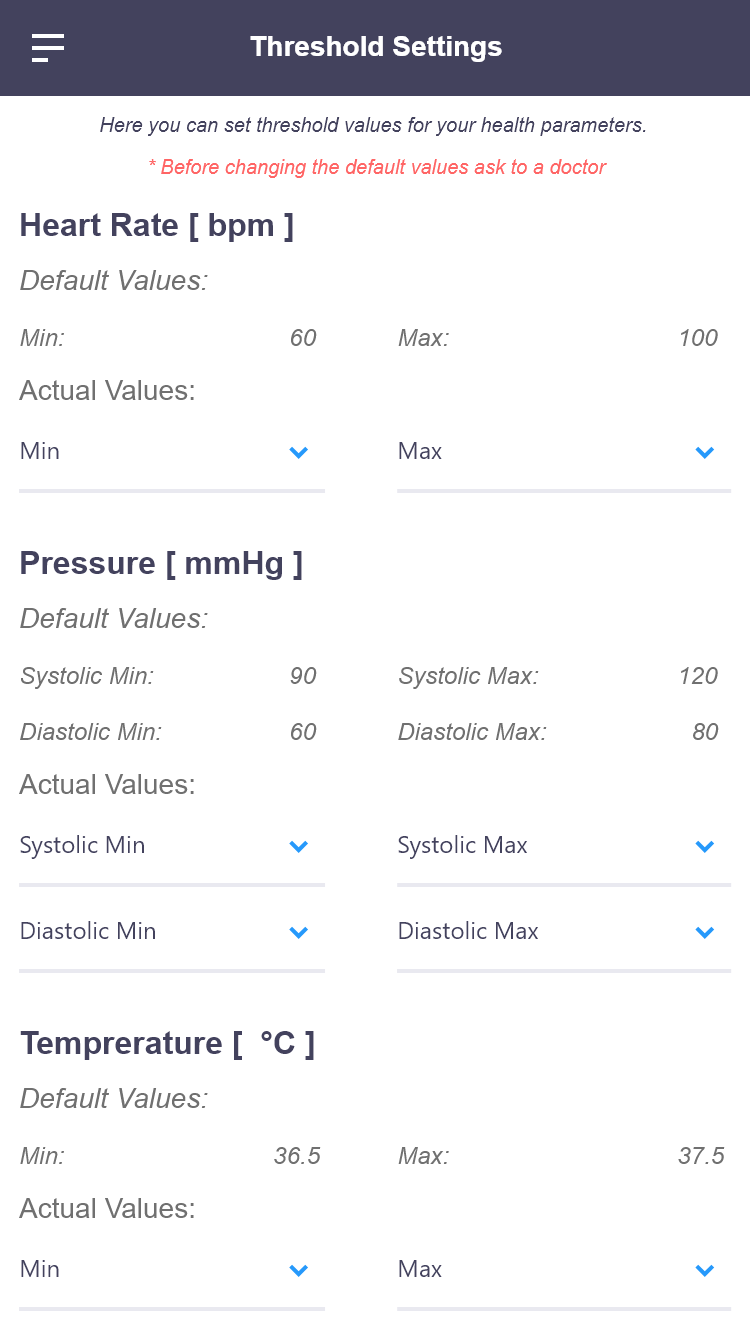 Threshold Settings
Here you can set threshold values for your health parameters.
* Before changing the default values ask to a doctor
Heart Rate [ bpm ]
Default Values:
Min: 60 Max: 100
Actual Values:
Min Max
Pressure [ mmHg ]
Default Values:
Systolic Min: 90 Systolic Max: 120
Diastolic Min: 60 Diastolic Max: 80
Actual Values:
Systolic Min Systolic Max
Diastolic Min Diastolic Max
Temprerature [ °C ]
Default Values:
Min: 36.5 Max: 37.5
Actual Values:
Min Max